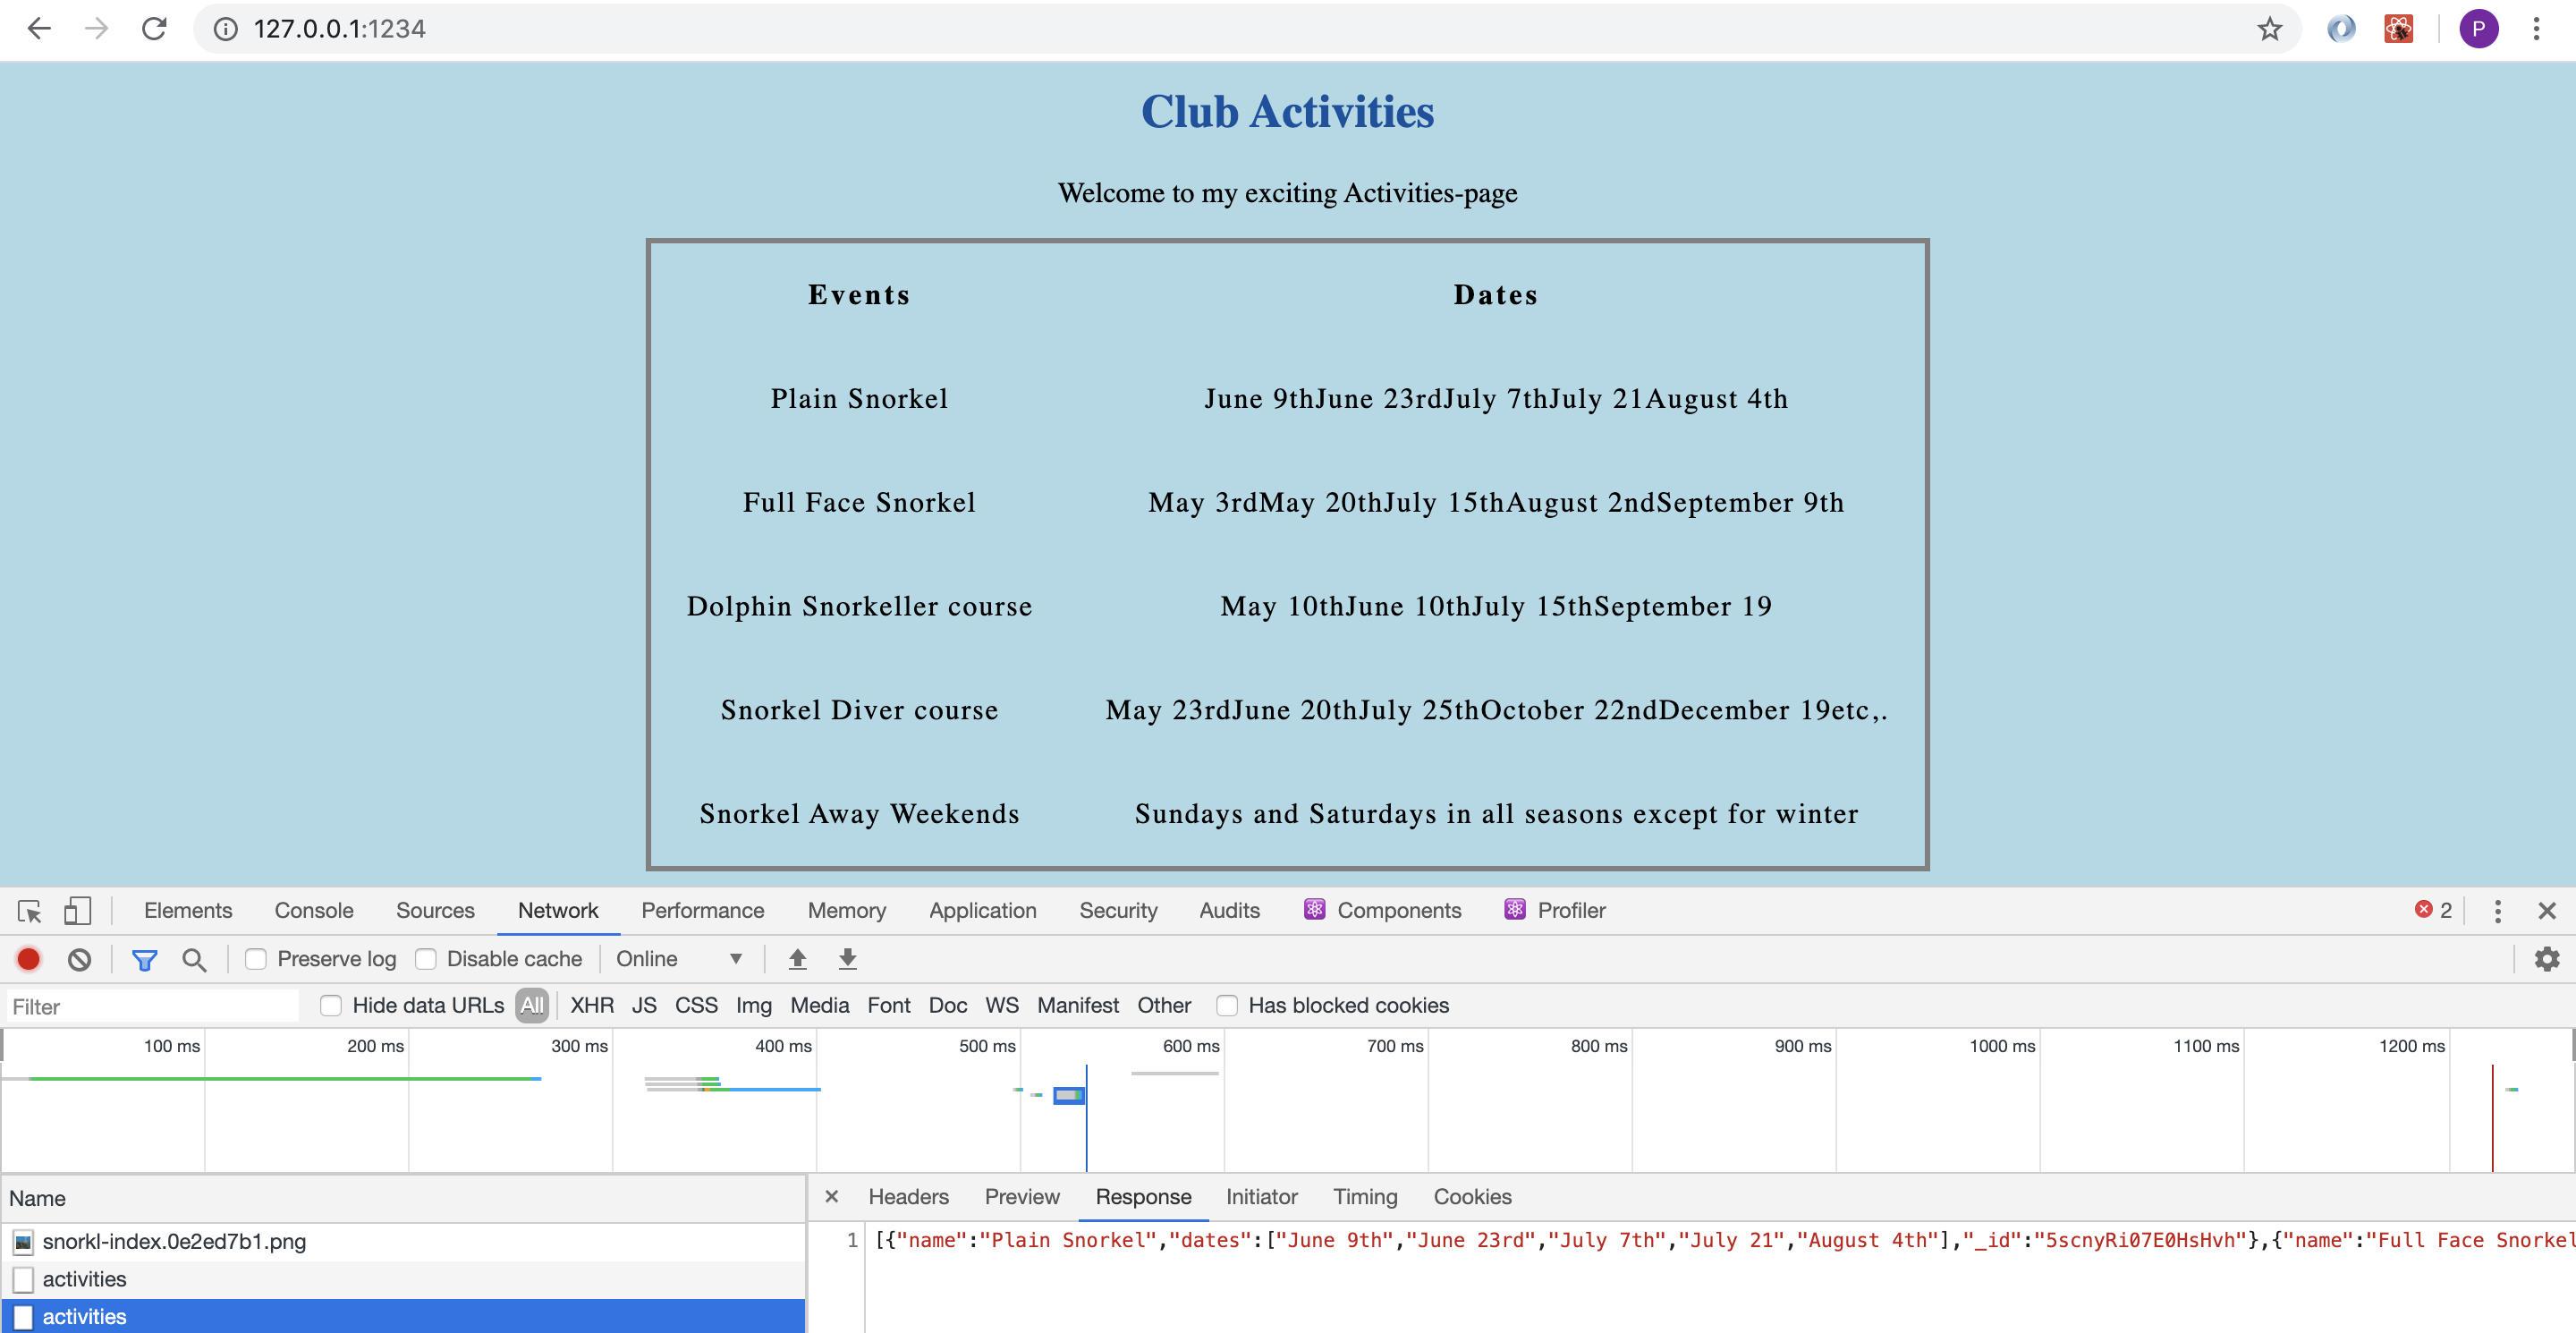 127.0.0.1:1234
P
Club Activities
Welcome to my exciting Activities-page
Events Dates
Plain Snorkel June 9thJune 23rdJuly 7thJuly 21August 4th
Full Face Snorkel May 3rdMay 20thJuly 15thAugust 2ndSeptember 9th
Dolphin Snorkeller course May 10thJune 10thJuly 15thSeptember 19
Snorkel Diver course May 23rdJune 20thJuly 25thOctober 22ndDecember 19etc,.
Snorkel Away Weekends Sundays and Saturdays in all seasons except for winter
Elements Console Sources Network Performance Memory Application Security Audits Components Profiler 2
Preserve log Disable cache Online
Filter Hide data URLs All XHR JS CSS Img Media Font Doc WS Manifest Other Has blocked cookies
100 ms 200 ms 300 ms 400 ms 500 ms 600 ms 700 ms 800 ms 900 ms 1000 ms 1100 ms 1200 ms
Name Headers Preview Response Initiator Timing Cookies
snorkl-index.0e2ed7b1.png 1 [{"name":"Plain Snorkel","dates":["June 9th","June 23rd","July 7th","July 21","August 4th"],"_id":"5scnyRi07E0HsHvh"},{"name":"Full Face Snorkel
activities
activities